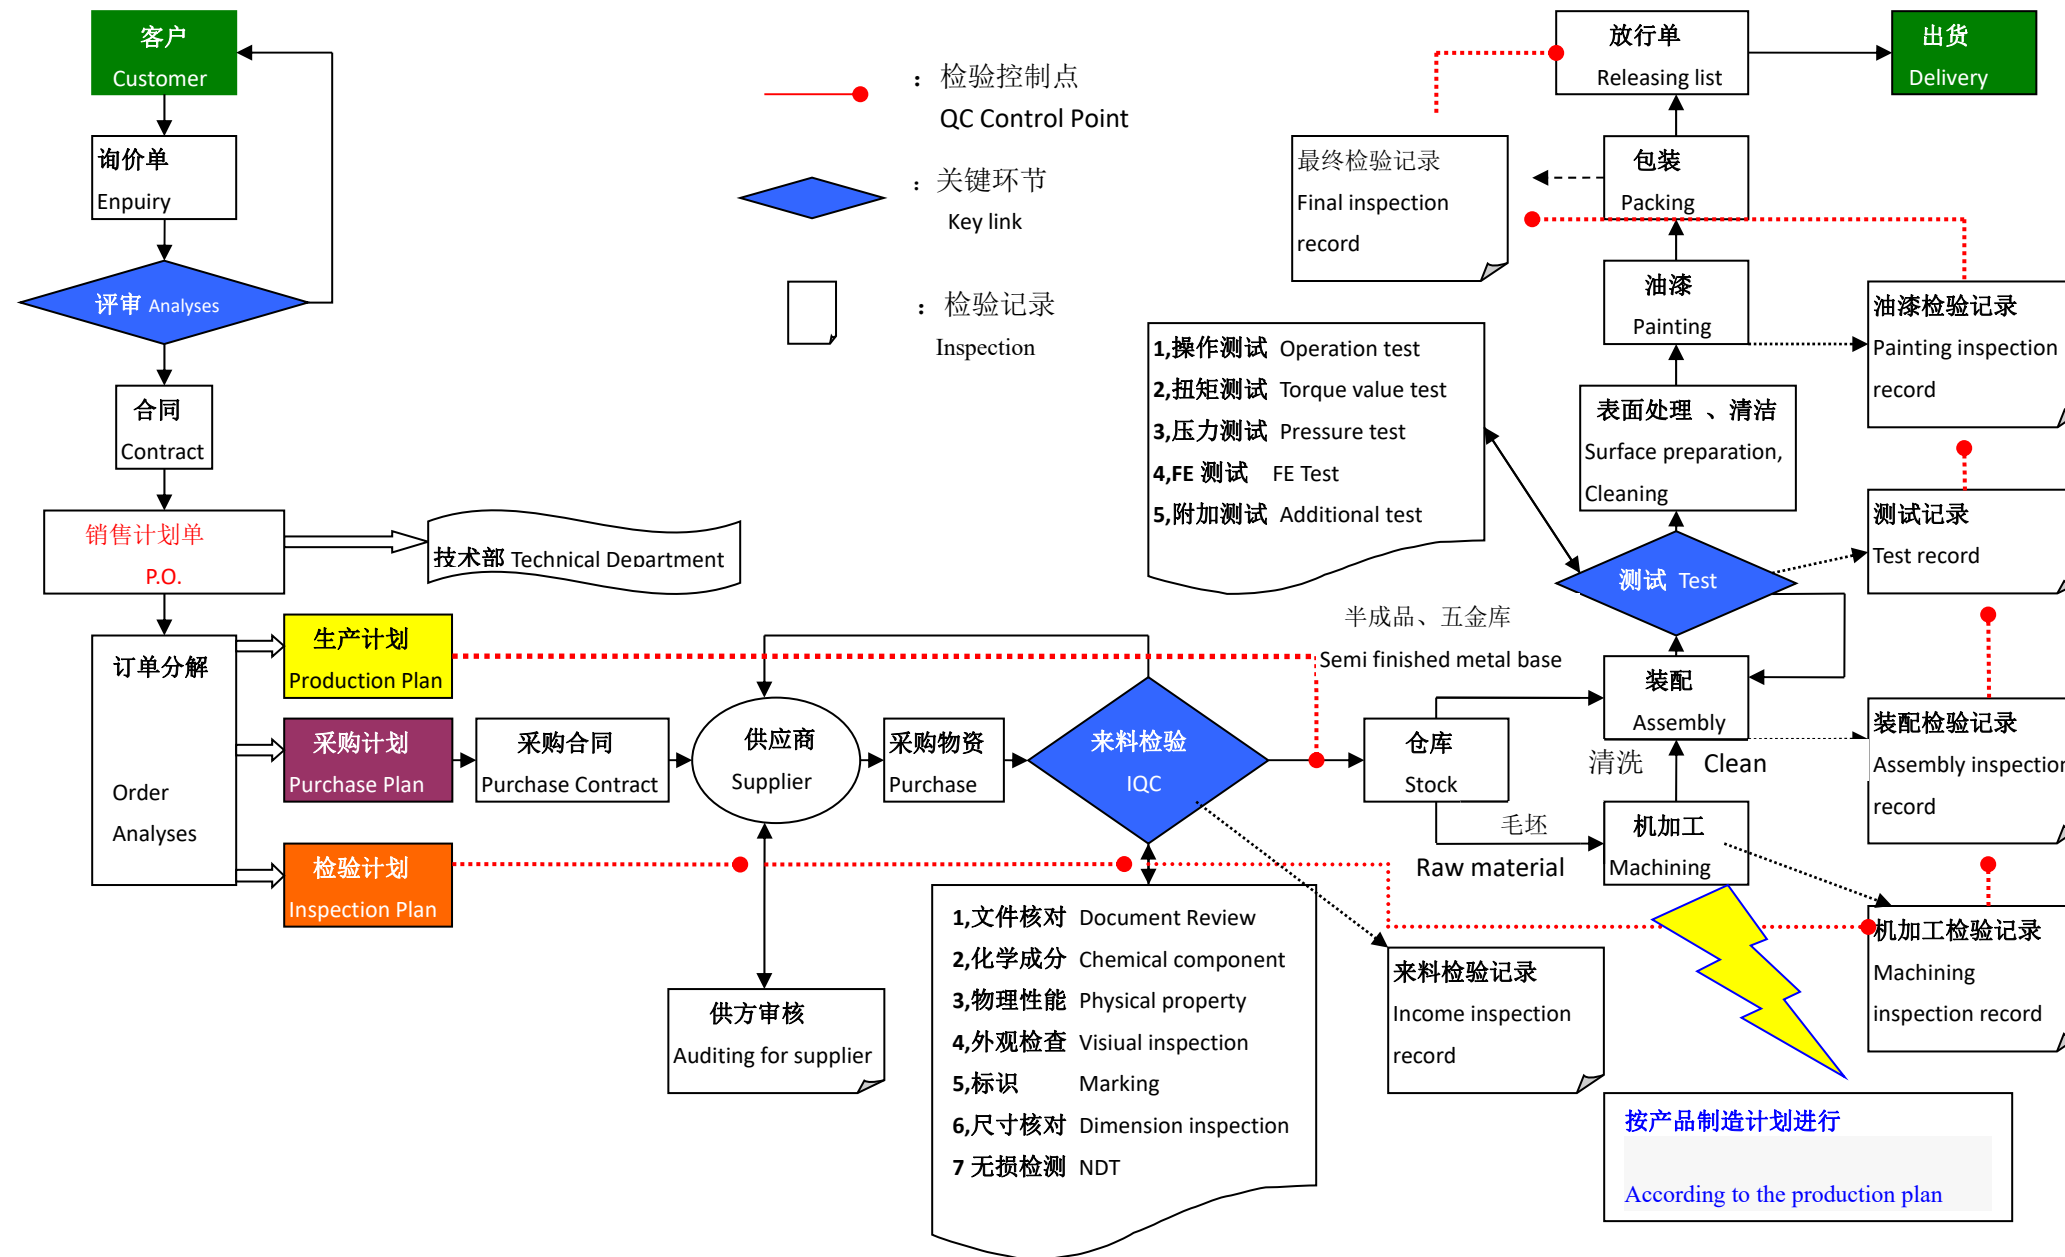 客户
Customer
询价单
Enpuiry
评审 Analyses
合同
Contract
销售计划单
P.O.
技术部 Technical Department
订单分解
Order
Analyses
生产计划
Production Plan
采购计划
Purchase Plan
检验计划
Inspection Plan
采购合同
Purchase Contract
供应商
Supplier
采购物资
Purchase
来料检验
IQC
供方审核
Auditing for supplier
1,文件核对 Document Review
2,化学成分 Chemical component
3,物理性能 Physical property
4,外观检查 Visiual inspection
5,标识 Marking
6,尺寸核对 Dimension inspection
7 无损检测 NDT
来料检验记录
Income inspection
record
：检验控制点
QC Control Point
：关键环节
Key link
：检验记录
Inspection
仓库
Stock
半成品、五金库
Semi finished metal base
毛坯
Raw material
机加工
Machining
清洗 Clean
装配
Assembly
测试 Test
1,操作测试 Operation test
2,扭矩测试 Torque value test
3,压力测试 Pressure test
4,FE 测试 FE Test
5,附加测试 Additional test
表面处理 、清洁
Surface preparation,
Cleaning
油漆
Painting
包装
Packing
放行单
Releasing list
出货
Delivery
最终检验记录
Final inspection
record
油漆检验记录
Painting inspection
record
测试记录
Test record
装配检验记录
Assembly inspection
record
机加工检验记录
Machining
inspection record
按产品制造计划进行
According to the production plan